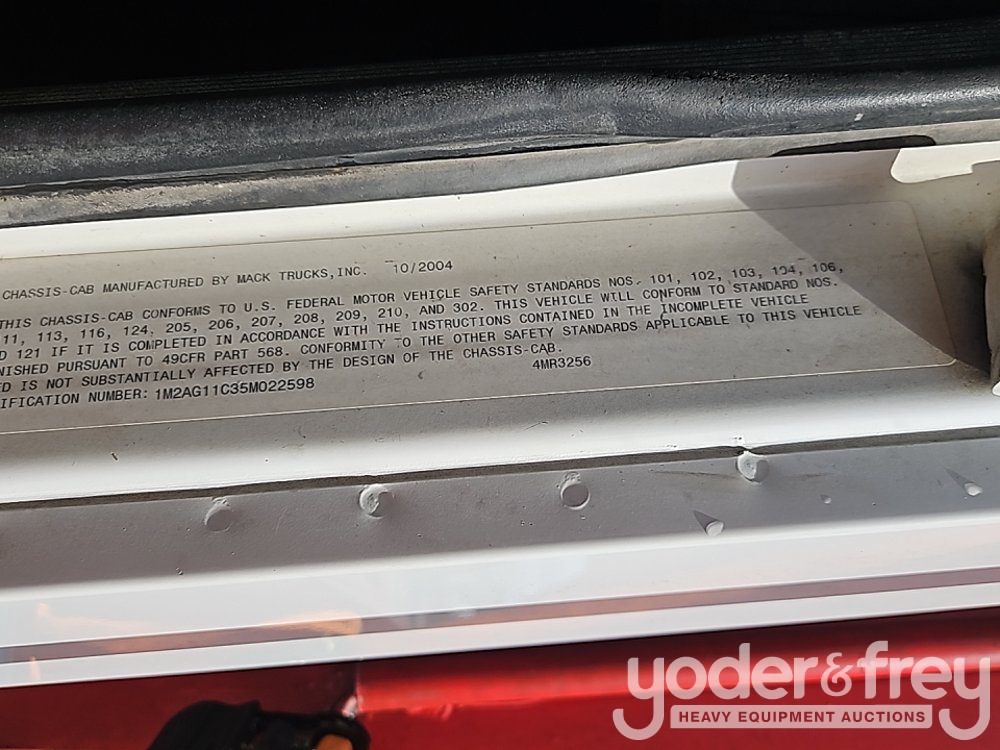 CHASSIS-CAB MANUFACTURED BY MACK TRUCKS, INC. 10/2004
THIS CHASSIS-CAB CONFORMS TO U.S. FEDERAL MOTOR VEHICLE SAFETY STANDARDS NOS. 101, 102, 103, 104, 106,
11, 113, 116, 124, 205, 206, 207, 208, 209, 210, AND 302. THIS VEHICLE WILL CONFORM TO STANDARD NOS.
D 121 IF IT IS COMPLETED IN ACCORDANCE WITH THE INSTRUCTIONS CONTAINED IN THE INCOMPLETE VEHICLE
NISHED PURSUANT TO 49CFR PART 568. CONFORMITY TO THE OTHER SAFETY STANDARDS APPLICABLE TO THIS VEHICLE
ED IS NOT SUBSTANTIALLY AFFECTED BY THE DESIGN OF THE CHASSIS-CAB.
IFICATION NUMBER: 1M2AG11C35M022598 4MR3256
yoder&frey
HEAVY EQUIPMENT AUCTIONS